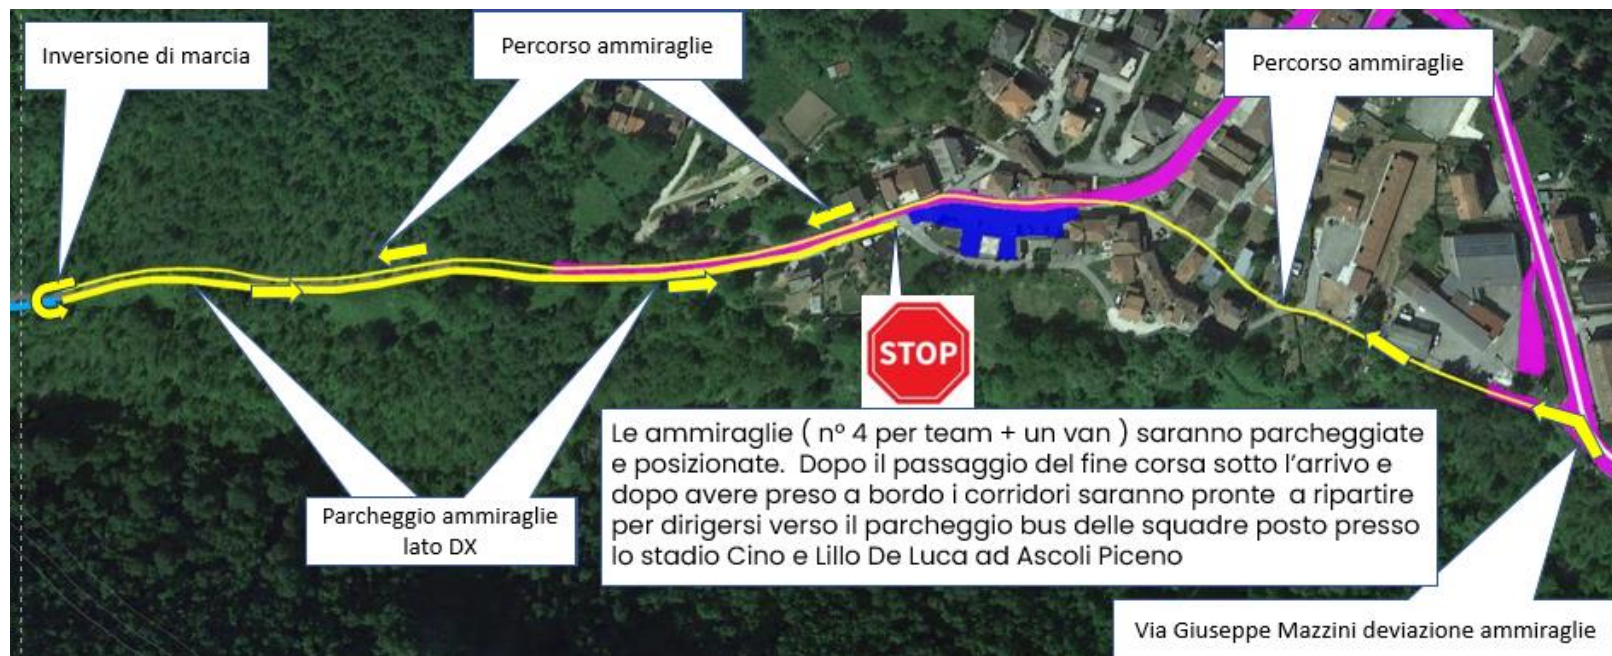 Inversione di marcia
Percorso ammiraglie
Percorso ammiraglie
STOP
Le ammiraglie ( n° 4 per team + un van ) saranno parcheggiate
e posizionate. Dopo il passaggio del fine corsa sotto l'arrivo e
dopo avere preso a bordo i corridori saranno pronte a ripartire
per dirigersi verso il parcheggio bus delle squadre posto presso
lo stadio Cino e Lillo De Luca ad Ascoli Piceno
Parcheggio ammiraglie
lato DX
Via Giuseppe Mazzini deviazione ammiraglie